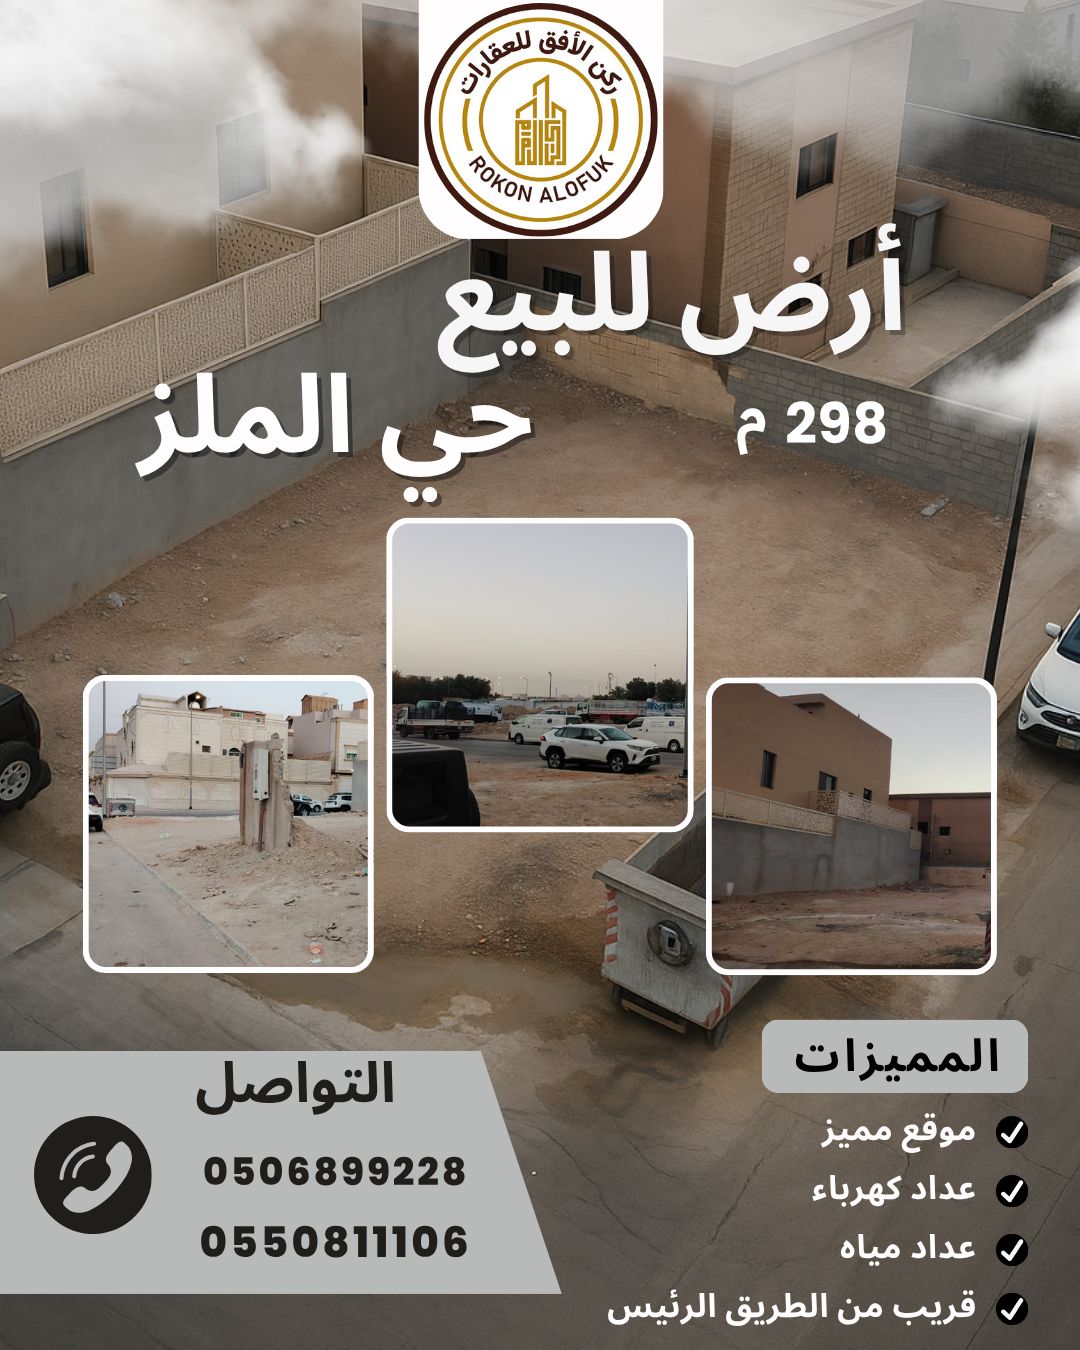 ركن الأفق للعقارات
ROKON ALOFUK
أرض للبيع
حي الملز
298 م
المميزات
موقع مميز
عداد كهرباء
عداد مياه
قريب من الطريق الرئيس
التواصل
0506899228
0550811106